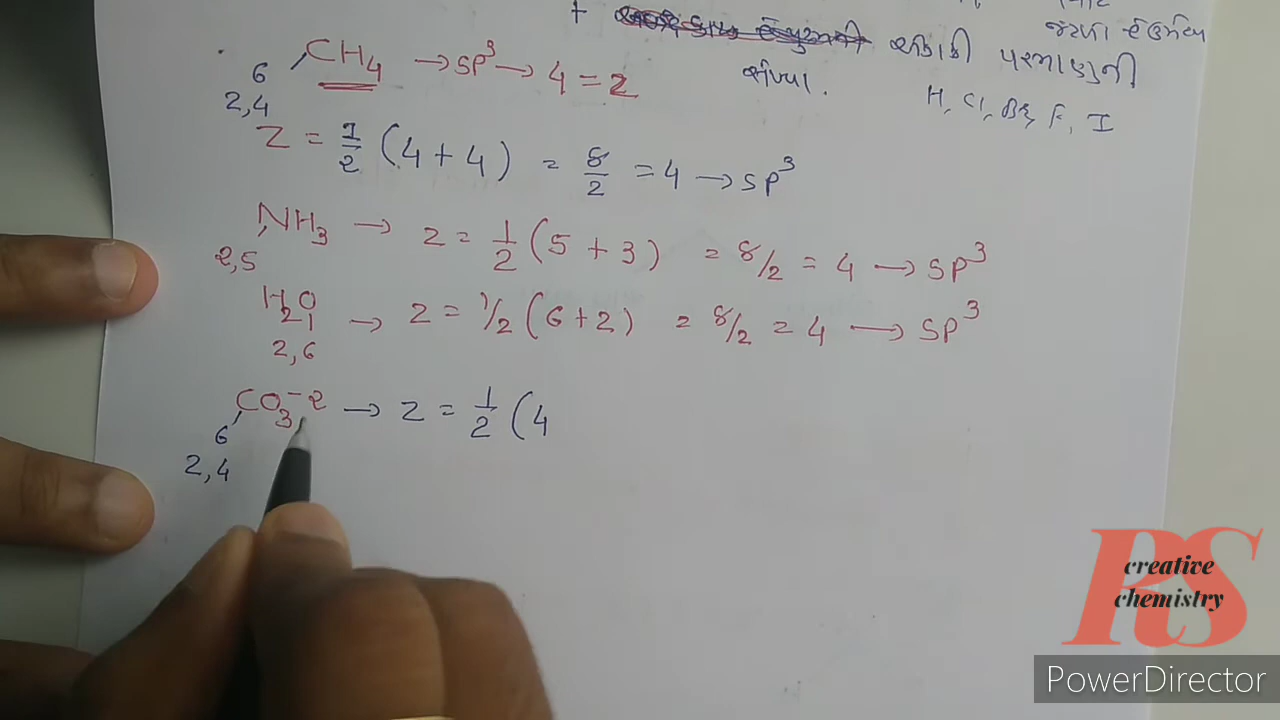 + એકાકી પરમાણુની
સંખ્યા.
H, Cl, Br, F, I
CH4 → SP3 → 4 = Z
6
2,4
Z = 1/2 (4 + 4) = 8/2 = 4 → SP3
NH3 → Z = 1/2 (5 + 3) = 8/2 = 4 → SP3
2,5
H2O → Z = 1/2 (6 + 2) = 8/2 = 4 → SP3
2,6
CO3-2 → Z = 1/2 (4
6
2,4
RS
creative
chemistry
PowerDirector